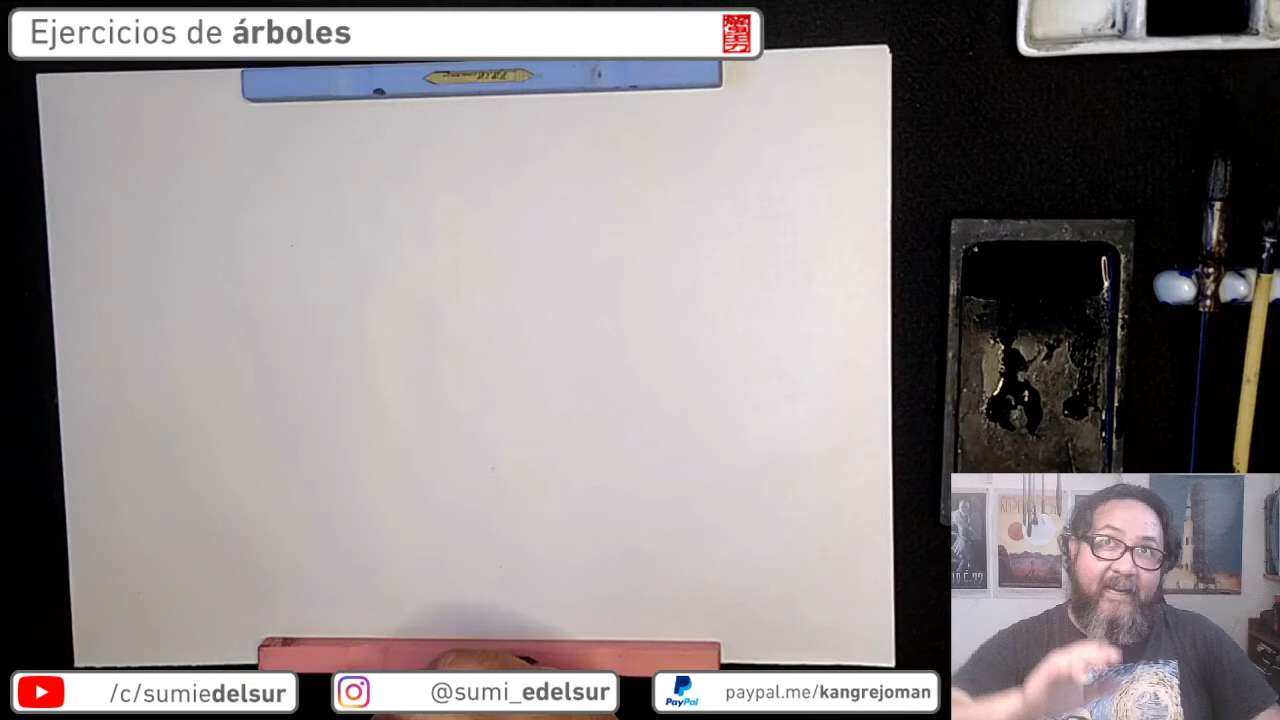 Ejercicios de árboles
/c/sumiedelsur
@sumi_edelsur
PayPal
paypal.me/kangrejoman